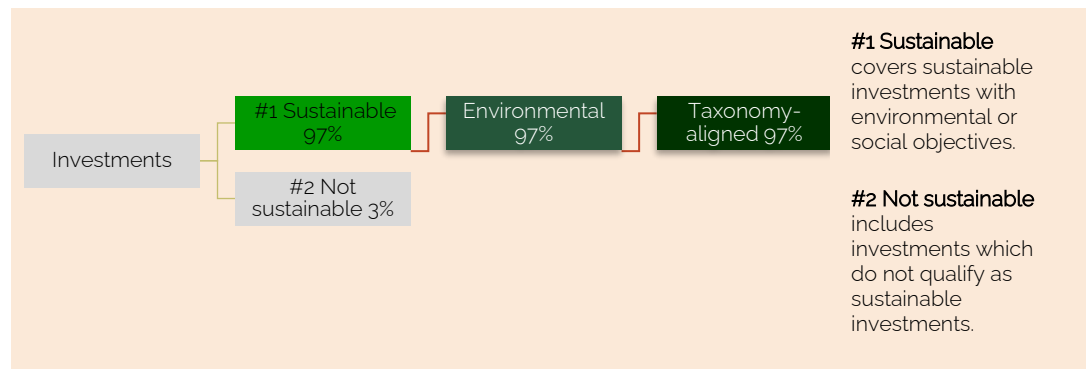 Investments
#1 Sustainable
97%
#2 Not
sustainable 3%
Environmental
97%
Taxonomy-
aligned 97%
#1 Sustainable
covers sustainable
investments with
environmental or
social objectives.
#2 Not sustainable
includes
investments which
do not qualify as
sustainable
investments.